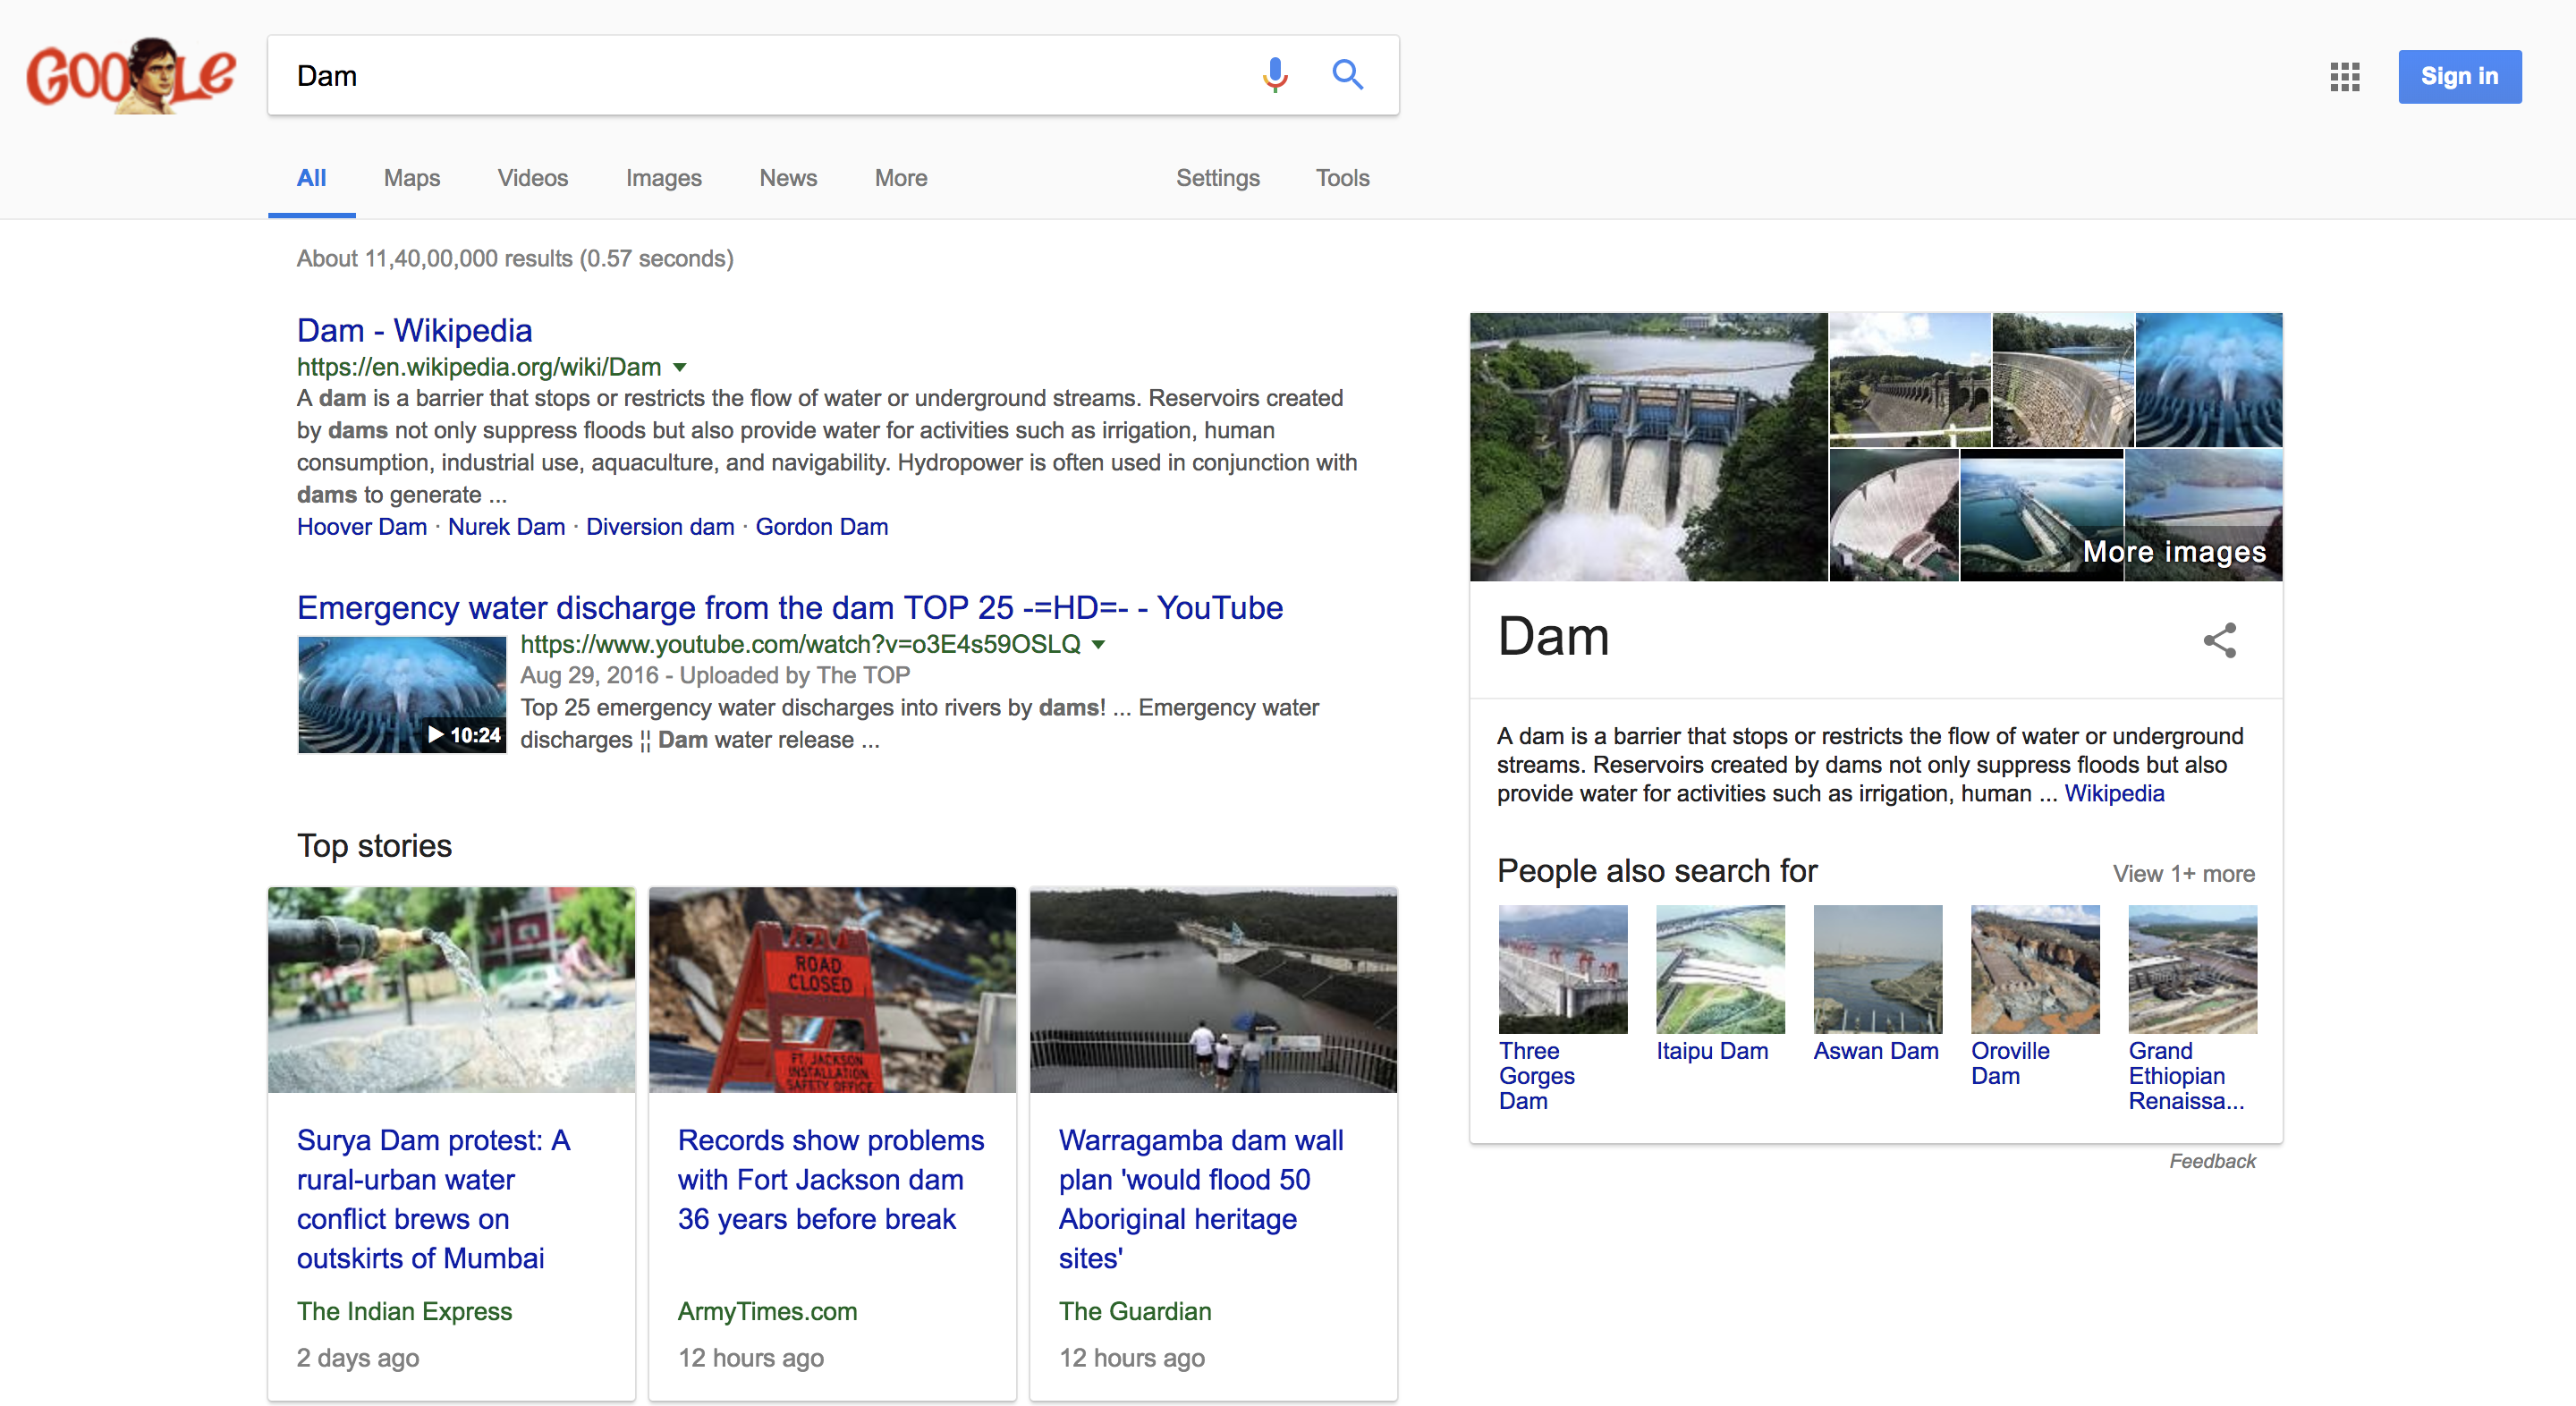 GOOGLE
Dam
Sign in
All Maps Videos Images News More Settings Tools
About 11,40,00,000 results (0.57 seconds)
Dam - Wikipedia
https://en.wikipedia.org/wiki/Dam
A dam is a barrier that stops or restricts the flow of water or underground streams. Reservoirs created
by dams not only suppress floods but also provide water for activities such as irrigation, human
consumption, industrial use, aquaculture, and navigability. Hydropower is often used in conjunction with
dams to generate ...
Hoover Dam · Nurek Dam · Diversion dam · Gordon Dam
Emergency water discharge from the dam TOP 25 -=HD=- - YouTube
https://www.youtube.com/watch?v=o3E4s59OSLQ
Aug 29, 2016 - Uploaded by The TOP
Top 25 emergency water discharges into rivers by dams! ... Emergency water
discharges ¦¦ Dam water release ...
10:24
Top stories
ROAD
CLOSED
FT. JACKSON
INSTALLATION
SAFETY OFFICE
Surya Dam protest: A
rural-urban water
conflict brews on
outskirts of Mumbai
The Indian Express
2 days ago
Records show problems
with Fort Jackson dam
36 years before break
ArmyTimes.com
12 hours ago
Warragamba dam wall
plan 'would flood 50
Aboriginal heritage
sites'
The Guardian
12 hours ago
More images
Dam
A dam is a barrier that stops or restricts the flow of water or underground
streams. Reservoirs created by dams not only suppress floods but also
provide water for activities such as irrigation, human ... Wikipedia
People also search for
View 1+ more
Three
Gorges
Dam
Itaipu Dam
Aswan Dam
Oroville
Dam
Grand
Ethiopian
Renaissa...
Feedback